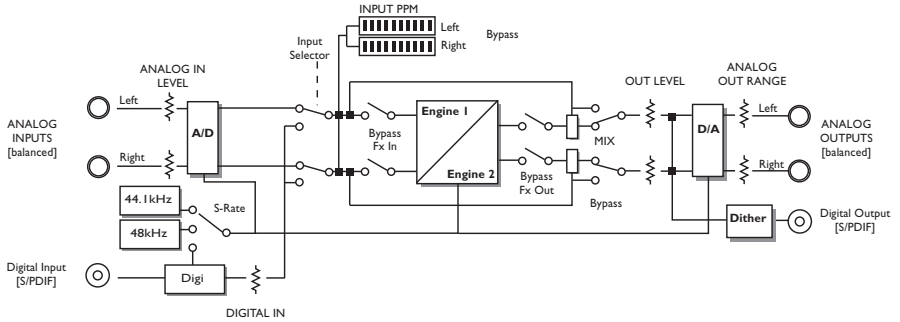 INPUT PPM
Left
Right
Bypass
Input
Selector
ANALOG IN
LEVEL
OUT LEVEL
ANALOG
OUT RANGE
Left
A/D
Engine 1
D/A
Left
ANALOG
INPUTS
[balanced]
Bypass
Fx In
MIX
ANALOG
OUTPUTS
[balanced]
Right
Engine 2
Bypass
Fx Out
Right
Bypass
44.1kHz
S-Rate
48kHz
Dither
Digital Output
[S/PDIF]
Digital Input
[S/PDIF]
Digi
DIGITAL IN